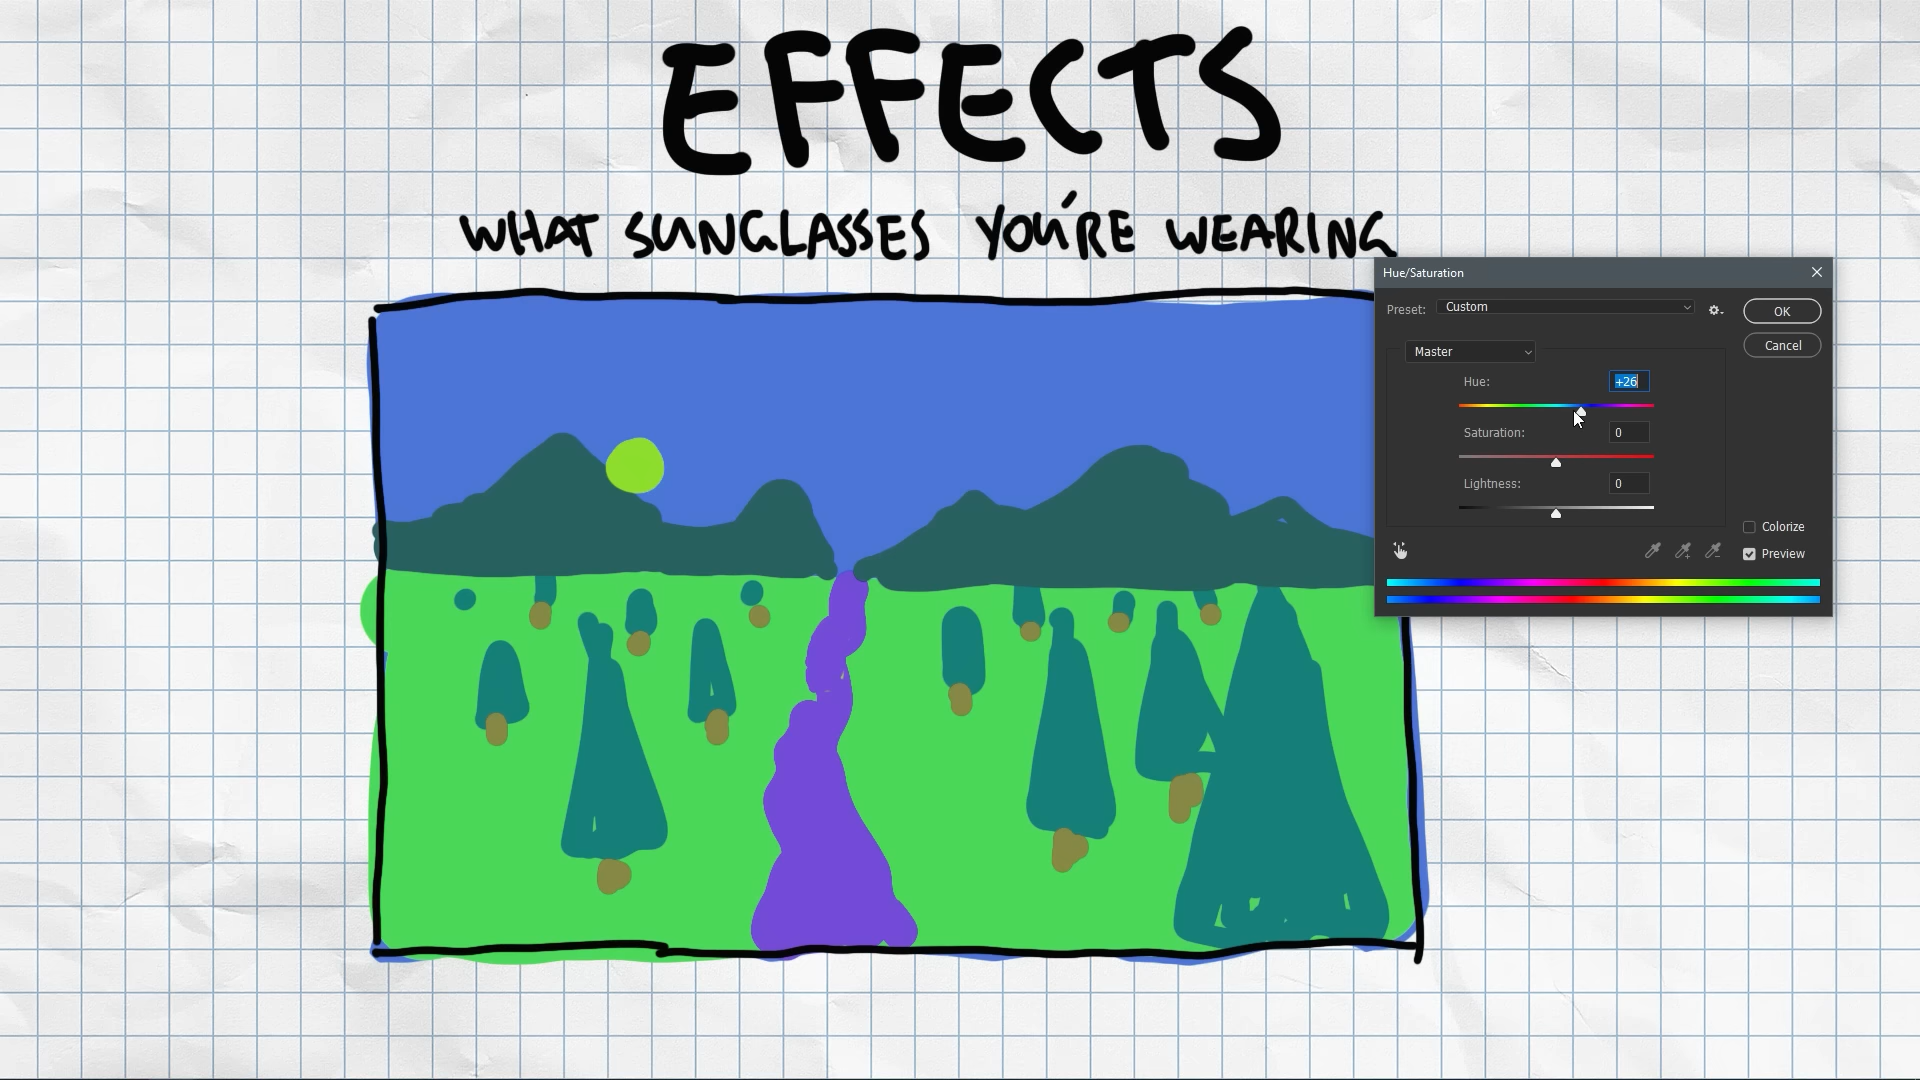 EFFECTS
WHAT SUNGLASSES YOU'RE WEARING
Hue/Saturation
Preset: Custom
OK
Master
Cancel
Hue: +26
Saturation: 0
Lightness: 0
Colorize
Preview